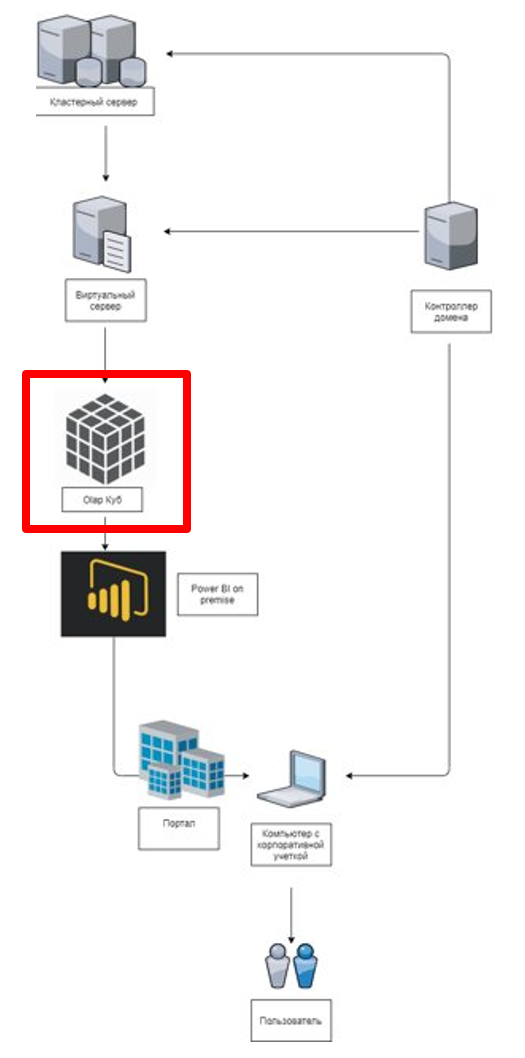 Кластерный сервер
Виртуальный
сервер
Контроллер
домена
Olap Куб
Power BI on
premise
Портал
Компьютер с
корпоративной
учеткой
Пользователь